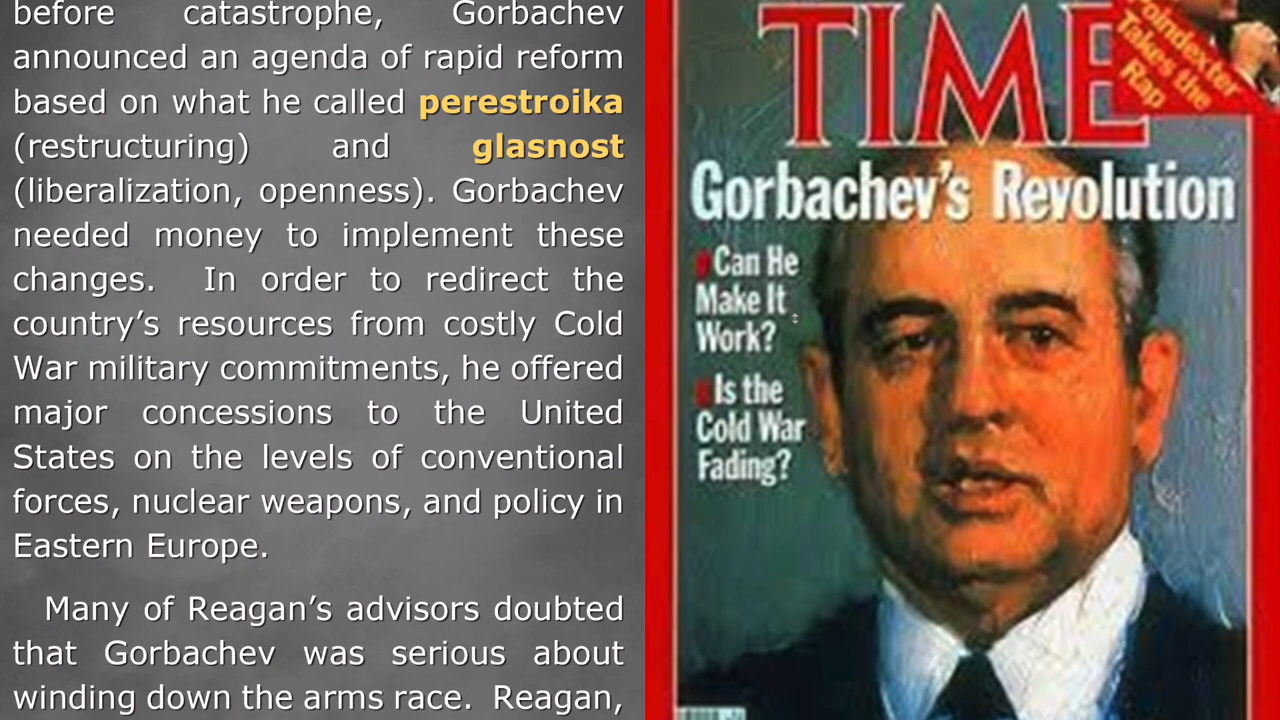 before catastrophe, Gorbachev
announced an agenda of rapid reform
based on what he called perestroika
(restructuring) and glasnost
(liberalization, openness). Gorbachev
needed money to implement these
changes. In order to redirect the
country’s resources from costly Cold
War military commitments, he offered
major concessions to the United
States on the levels of conventional
forces, nuclear weapons, and policy in
Eastern Europe.
Many of Reagan’s advisors doubted
that Gorbachev was serious about
winding down the arms race. Reagan,
TIME
Poindexter
Takes the
Rap
Gorbachev's Revolution
Can He
Make It
Work?
Is the
Cold War
Fading?